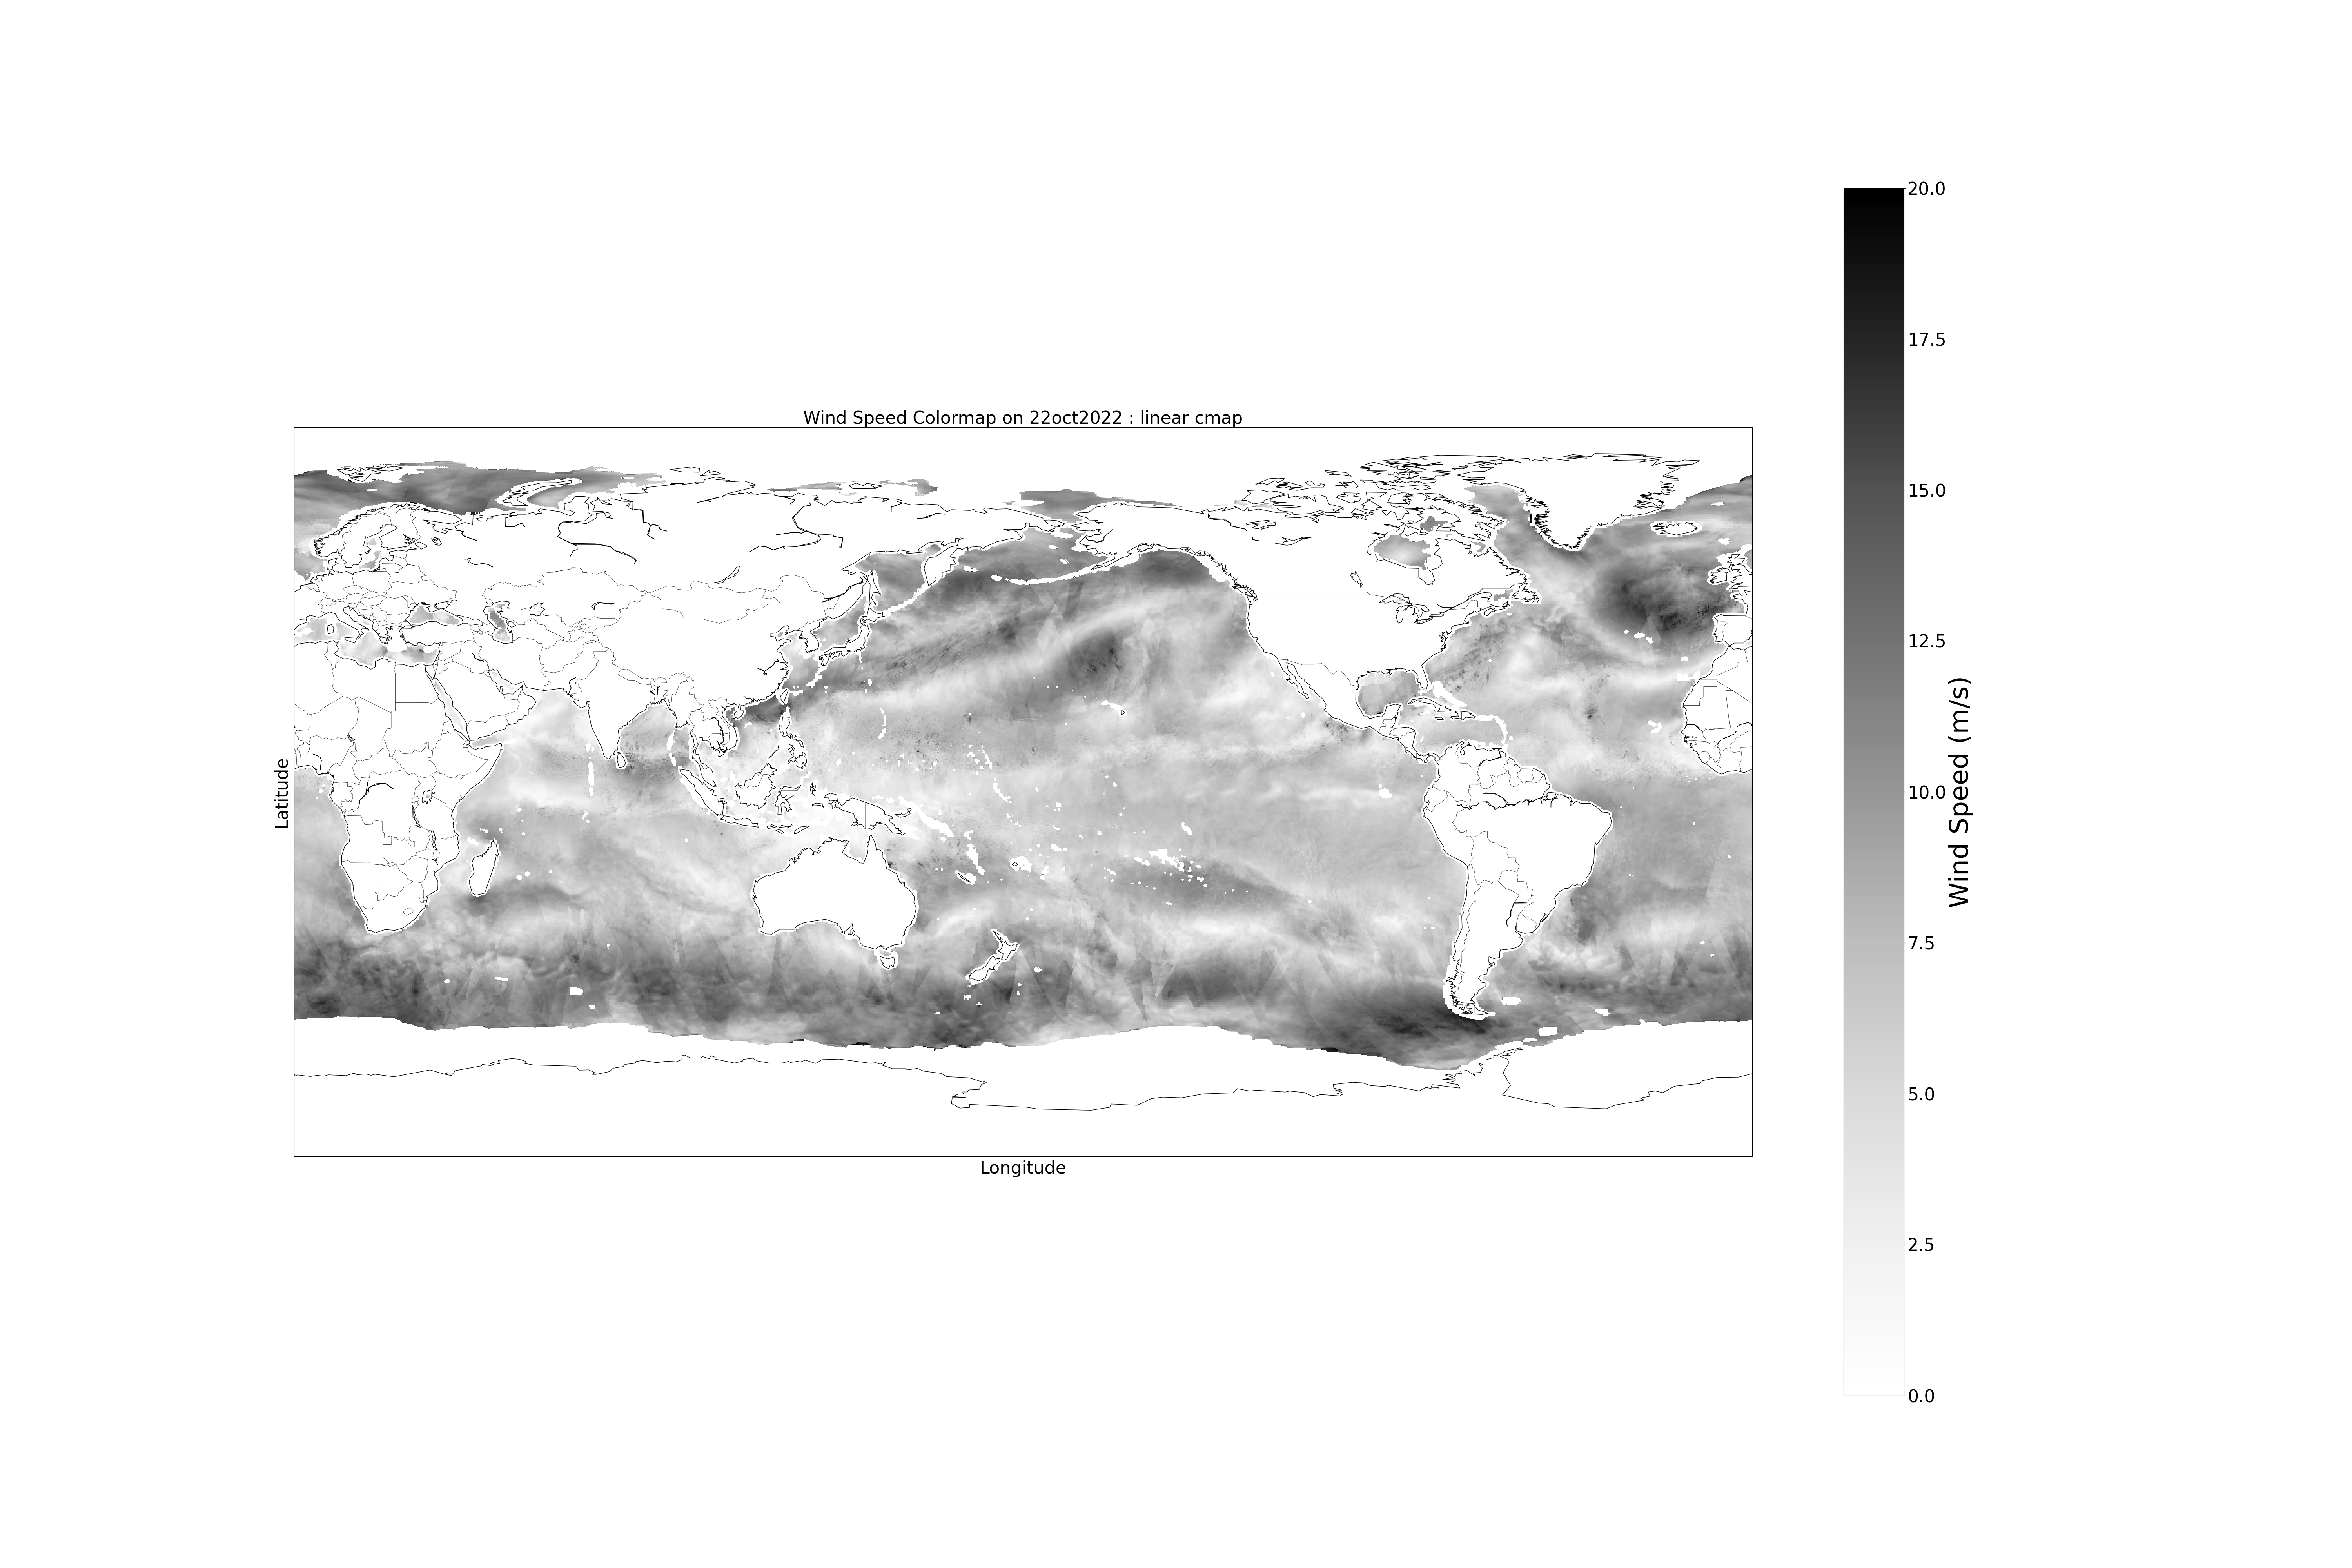 Wind Speed Colormap on 22oct2022 : linear cmap
Latitude
Longitude
20.0
17.5
15.0
12.5
10.0
7.5
5.0
2.5
0.0
Wind Speed (m/s)